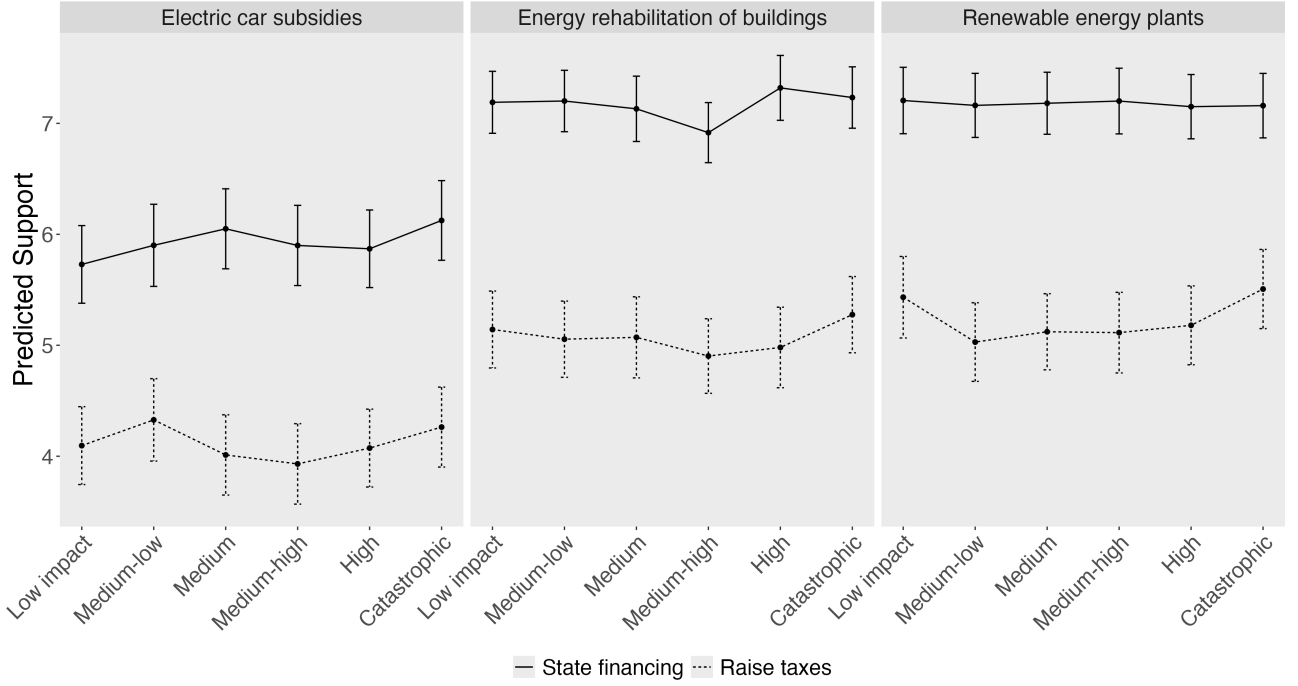 Electric car subsidies
Energy rehabilitation of buildings
Renewable energy plants
Predicted Support
7
6
5
4
Low impact
Medium-low
Medium
Medium-high
High
Catastrophic
Low impact
Medium-low
Medium
Medium-high
High
Catastrophic
Low impact
Medium-low
Medium
Medium-high
High
Catastrophic
State financing
Raise taxes